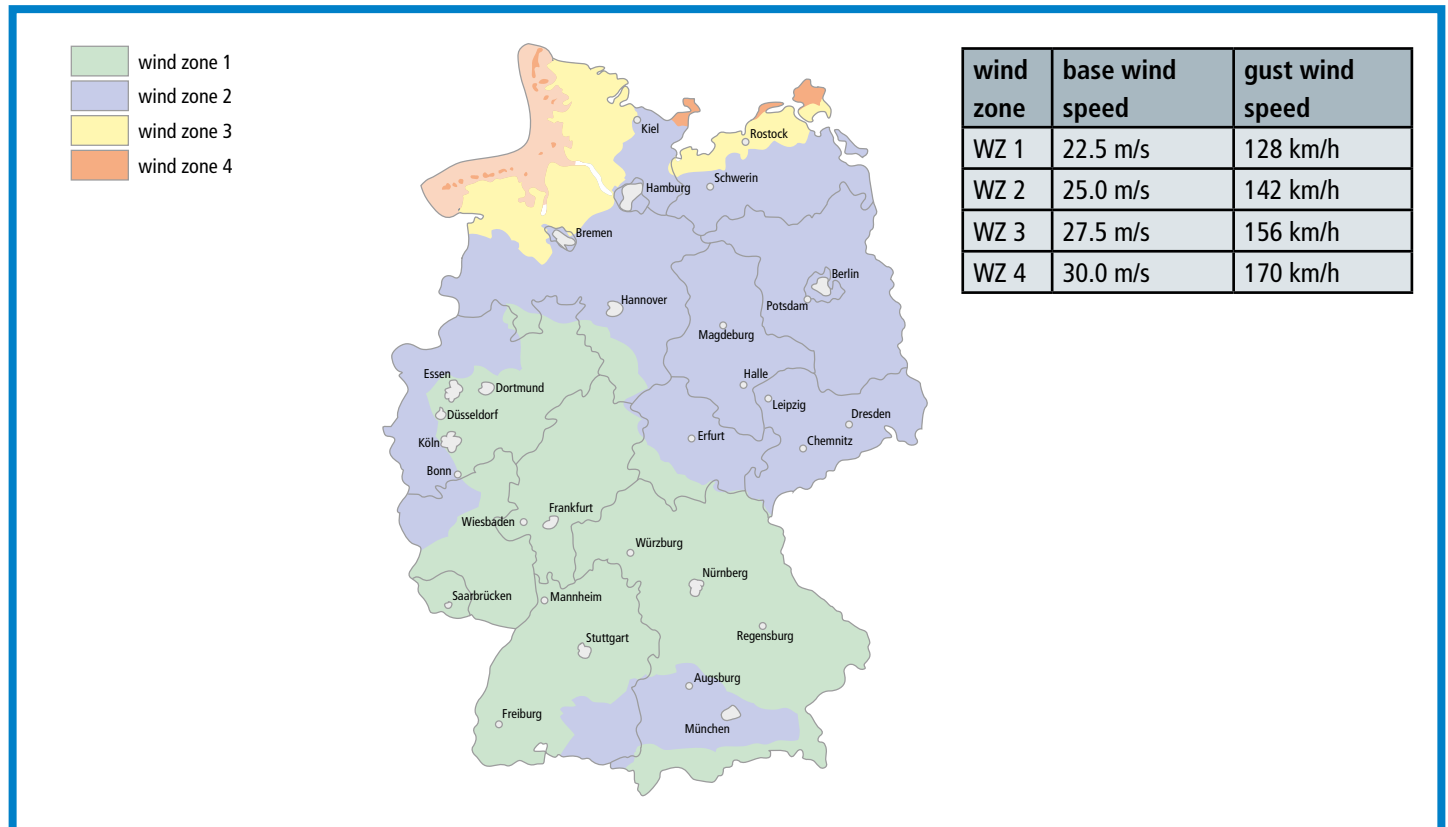 wind zone 1
wind zone 2
wind zone 3
wind zone 4
Kiel
Rostock
Hamburg
Schwerin
Bremen
Berlin
Hannover
Potsdam
Magdeburg
Essen
Dortmund
Halle
Düsseldorf
Leipzig
Dresden
Köln
Erfurt
Chemnitz
Bonn
Frankfurt
Wiesbaden
Würzburg
Nürnberg
Saarbrücken
Mannheim
Stuttgart
Regensburg
Augsburg
Freiburg
München
wind zone base wind speed gust wind speed
WZ 1 22.5 m/s 128 km/h
WZ 2 25.0 m/s 142 km/h
WZ 3 27.5 m/s 156 km/h
WZ 4 30.0 m/s 170 km/h